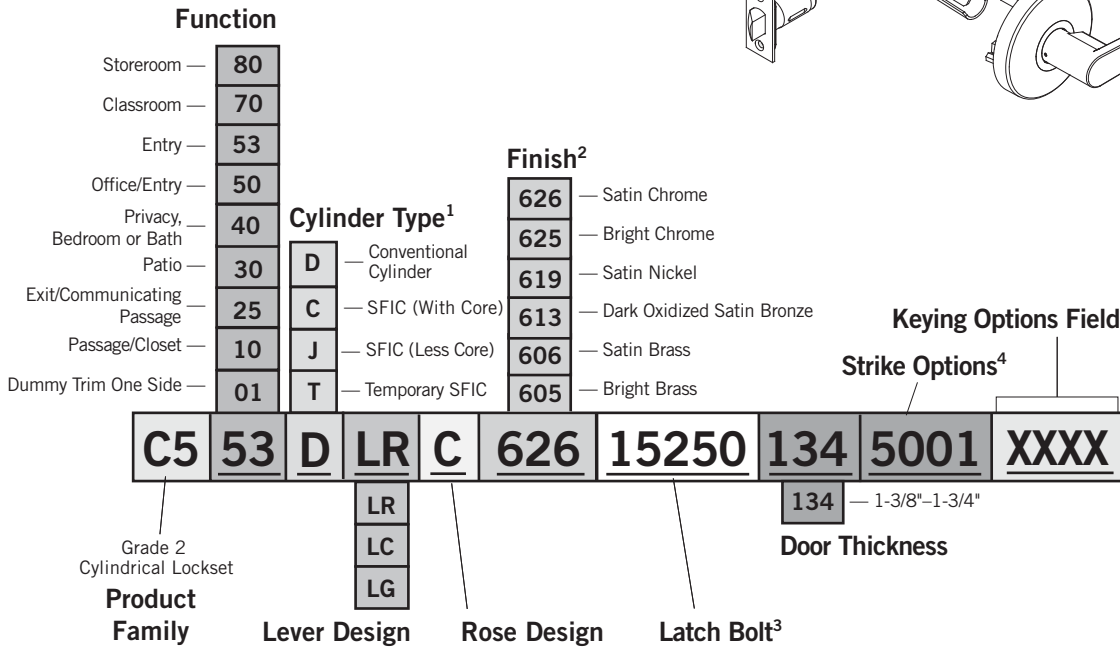 Function
Storeroom — 80
Classroom — 70
Entry — 53
Office/Entry — 50
Privacy,
Bedroom or Bath — 40
Patio — 30
Exit/Communicating
Passage — 25
Passage/Closet — 10
Dummy Trim One Side — 01
Cylinder Type1
D — Conventional
Cylinder
C — SFIC (With Core)
J — SFIC (Less Core)
T — Temporary SFIC
Finish2
626 — Satin Chrome
625 — Bright Chrome
619 — Satin Nickel
613 — Dark Oxidized Satin Bronze
606 — Satin Brass
605 — Bright Brass
Keying Options Field
Strike Options4
C5 53 D LR C 626 15250 134 5001 XXXX
LR
LC
LG
134 — 1-3/8"–1-3/4"
Door Thickness
Grade 2
Cylindrical Lockset
Product
Family
Lever Design
Rose Design
Latch Bolt3